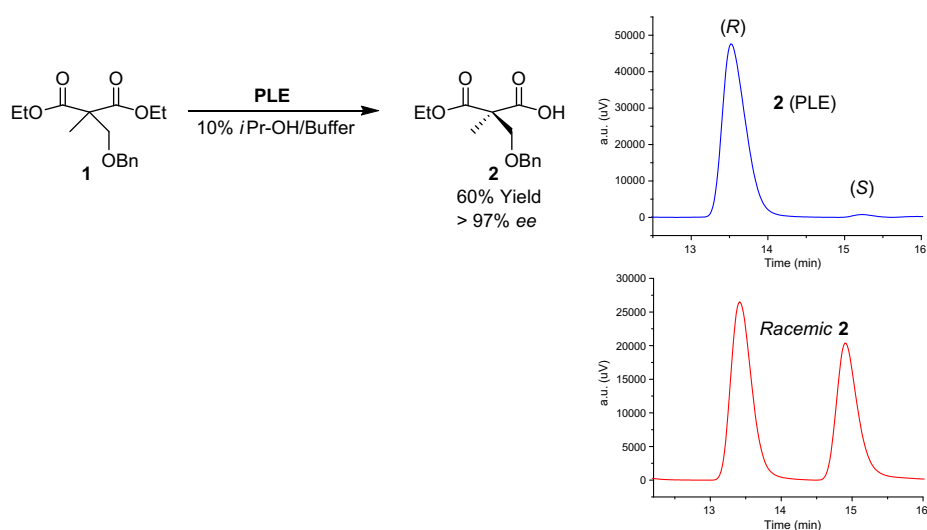 O O
EtO OEt
OBn
1
PLE
10% iPr-OH/Buffer
O O
EtO OH
OBn
2
60% Yield
> 97% ee
(R)
2 (PLE)
(S)
a.u. (uV)
50000
40000
30000
20000
10000
0
13 14 15 16
Time (min)
Racemic 2
a.u. (uV)
30000
25000
20000
15000
10000
5000
0
13 14 15 16
Time (min)